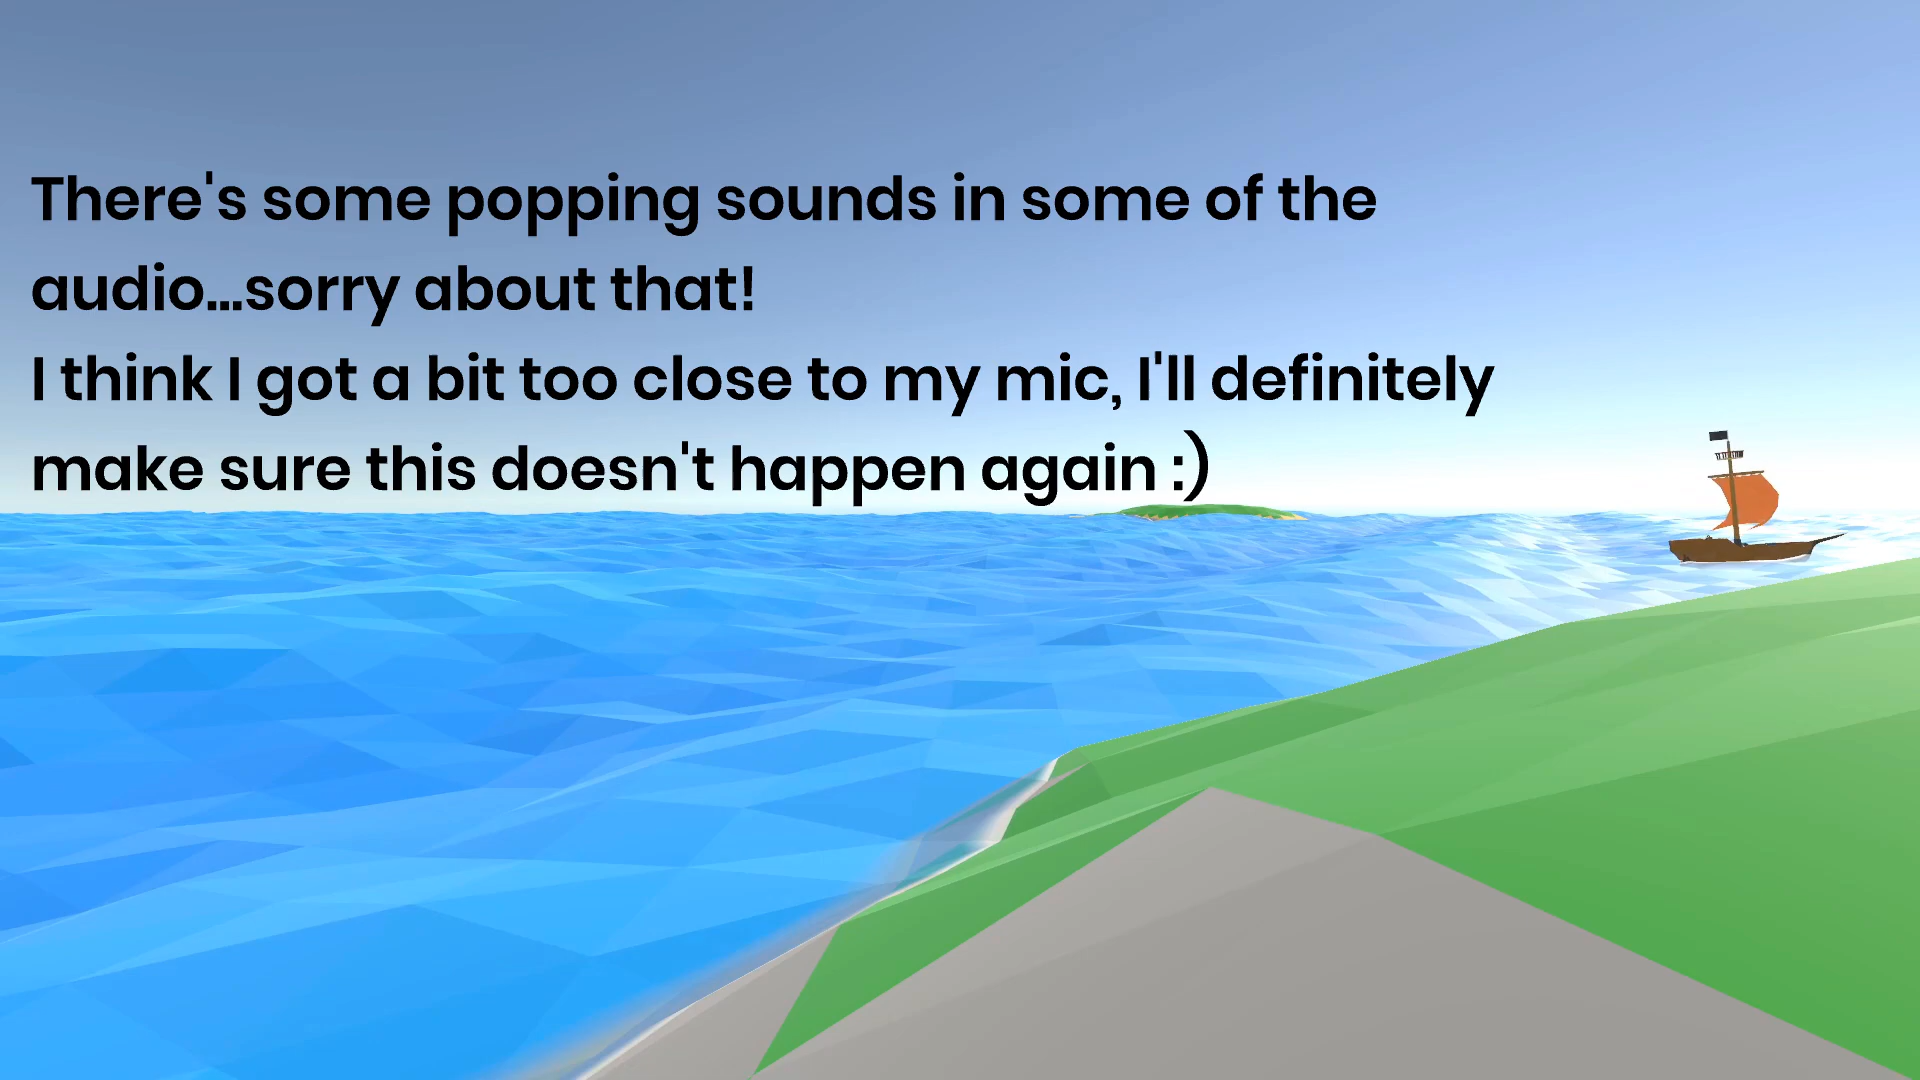 There's some popping sounds in some of the
audio...sorry about that!
I think I got a bit too close to my mic, I'll definitely
make sure this doesn't happen again :)